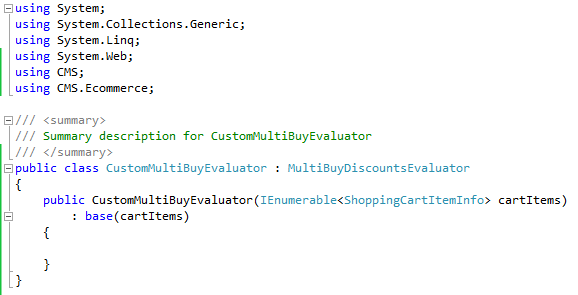 using System;
using System.Collections.Generic;
using System.Linq;
using System.Web;
using CMS;
using CMS.Ecommerce;
/// <summary>
/// Summary description for CustomMultiBuyEvaluator
/// </summary>
public class CustomMultiBuyEvaluator : MultiBuyDiscountsEvaluator
{
    public CustomMultiBuyEvaluator(IEnumerable<ShoppingCartItemInfo> cartItems)
        : base(cartItems)
    {
    }
}